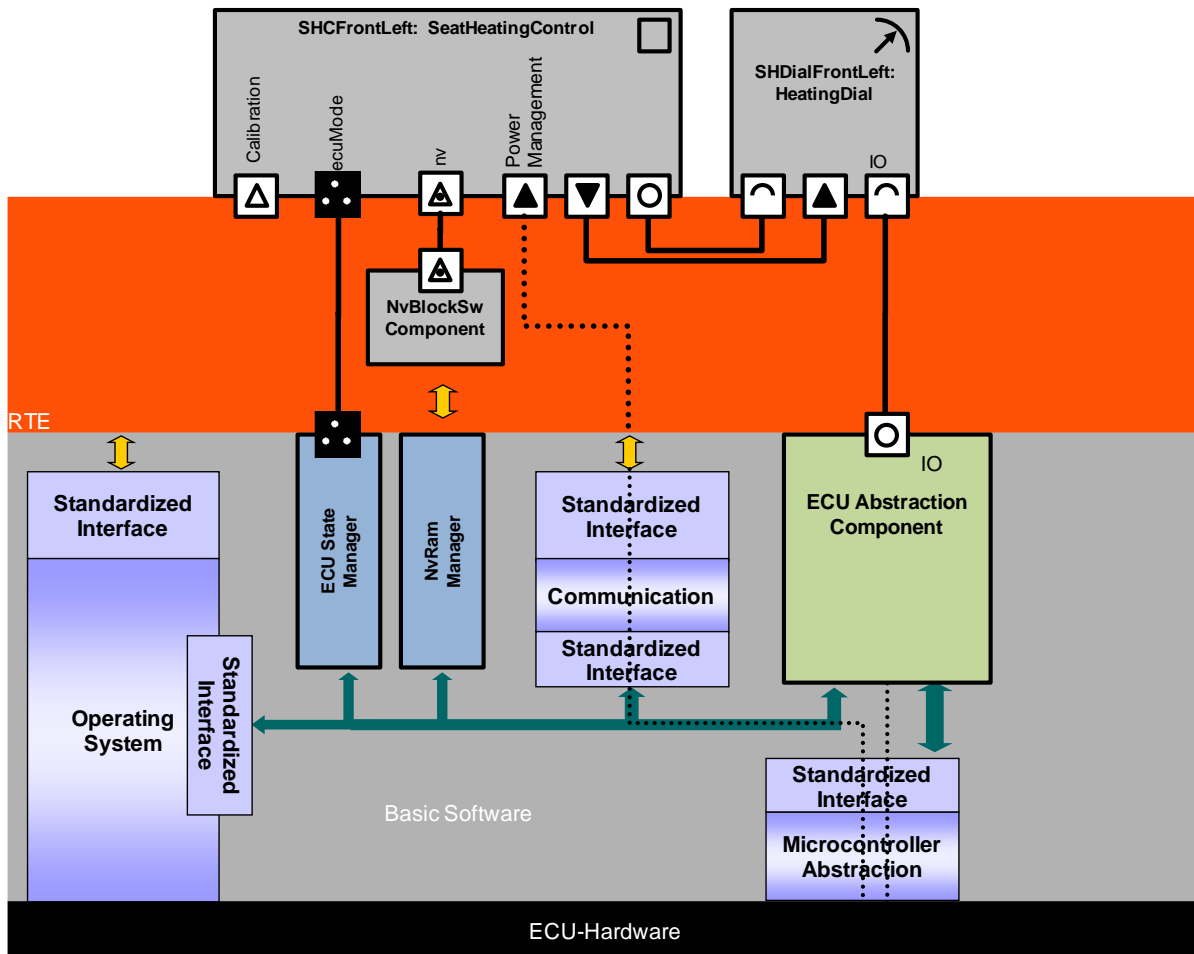 SHCFrontLeft: SeatHeatingControl
SHDialFrontLeft:
HeatingDial
Calibration
ecuMode
nv
Power
Management
IO
NvBlockSw
Component
RTE
Standardized
Interface
Operating
System
Standardized
Interface
ECU State
Manager
NvRam
Manager
Standardized
Interface
Communication
Standardized
Interface
IO
ECU Abstraction
Component
Standardized
Interface
Microcontroller
Abstraction
Basic Software
ECU-Hardware